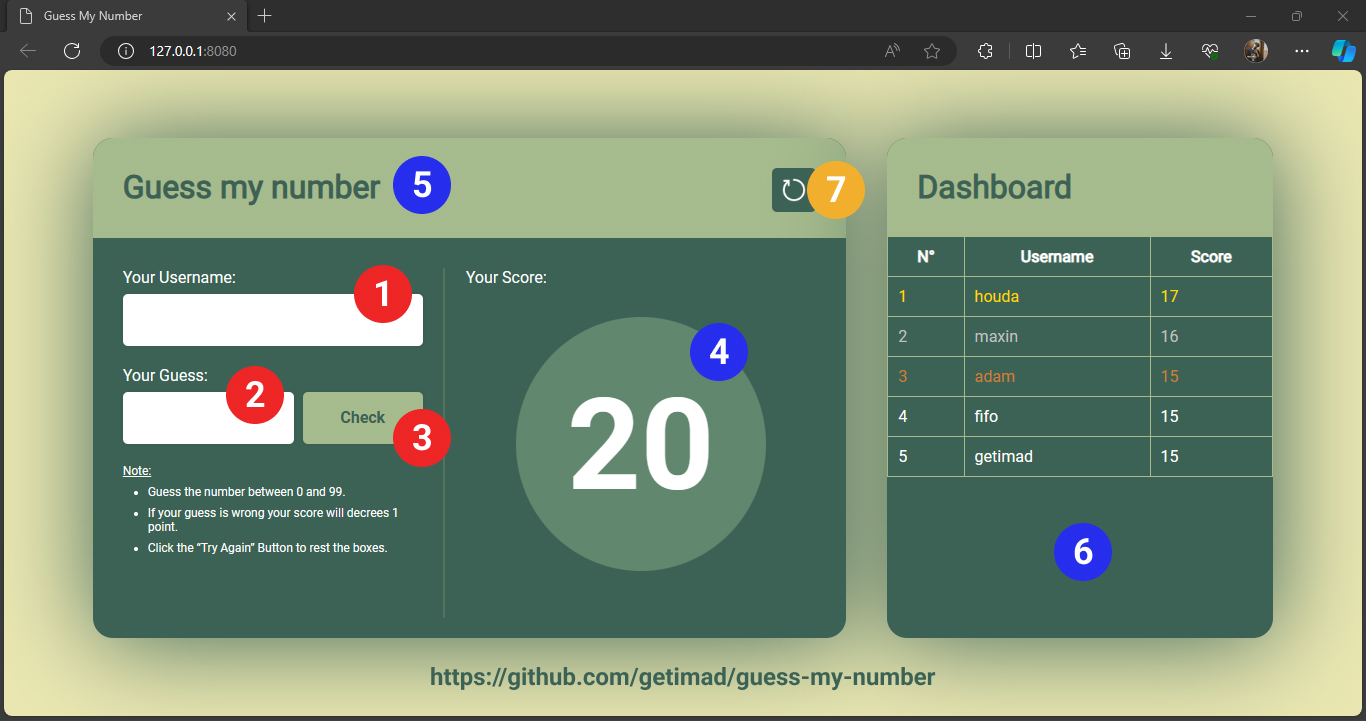 Guess My Number
127.0.0.1:8080
Guess my number
5
7
Dashboard
Your Username:
1
Your Score:
Your Guess:
2
Check
3
4
20
Note:
Guess the number between 0 and 99.
If your guess is wrong your score will decrees 1
point.
Click the “Try Again” Button to rest the boxes.
N° Username Score
1 houda 17
2 maxin 16
3 adam 15
4 fifo 15
5 getimad 15
6
https://github.com/getimad/guess-my-number